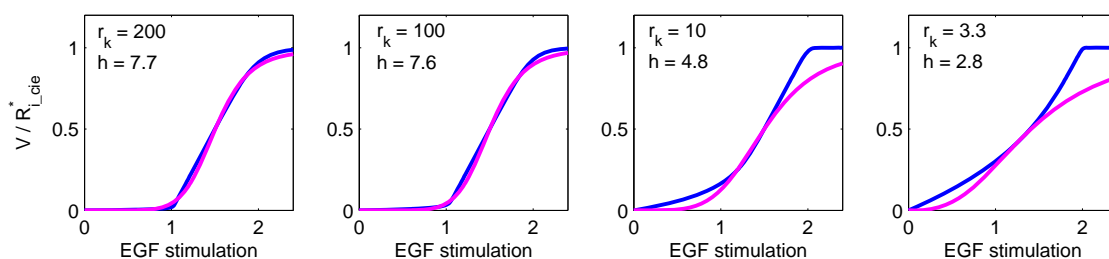 V / R*i_cie
r_k = 200
h = 7.7
1
0.5
0
0 1 2
EGF stimulation
r_k = 100
h = 7.6
1
0.5
0
0 1 2
EGF stimulation
r_k = 10
h = 4.8
1
0.5
0
0 1 2
EGF stimulation
r_k = 3.3
h = 2.8
1
0.5
0
0 1 2
EGF stimulation